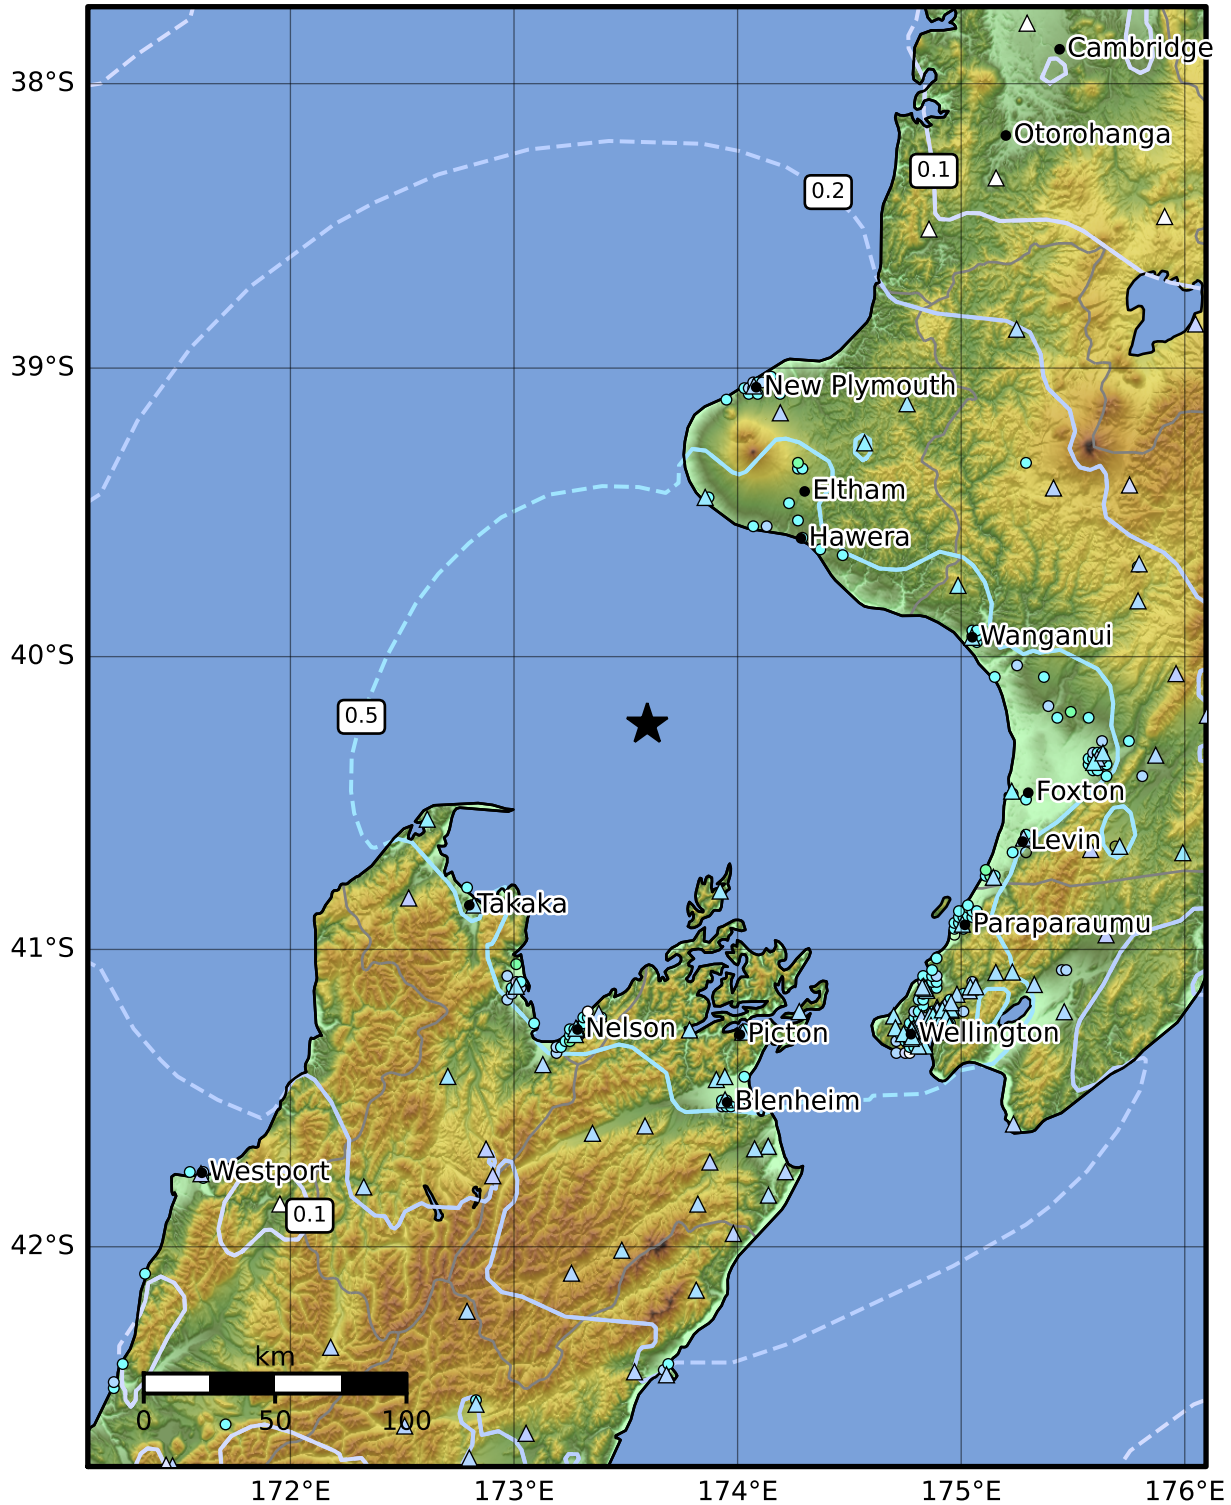 Cambridge
38°S
Otorohanga
0.1
0.2
39°S
New Plymouth
Eltham
Hawera
Wanganui
40°S
0.5
Foxton
Levin
Takaka
Paraparaumu
41°S
Nelson
Picton
Wellington
Blenheim
Westport
0.1
42°S
km
0 50 100
172°E 173°E 174°E 175°E 176°E